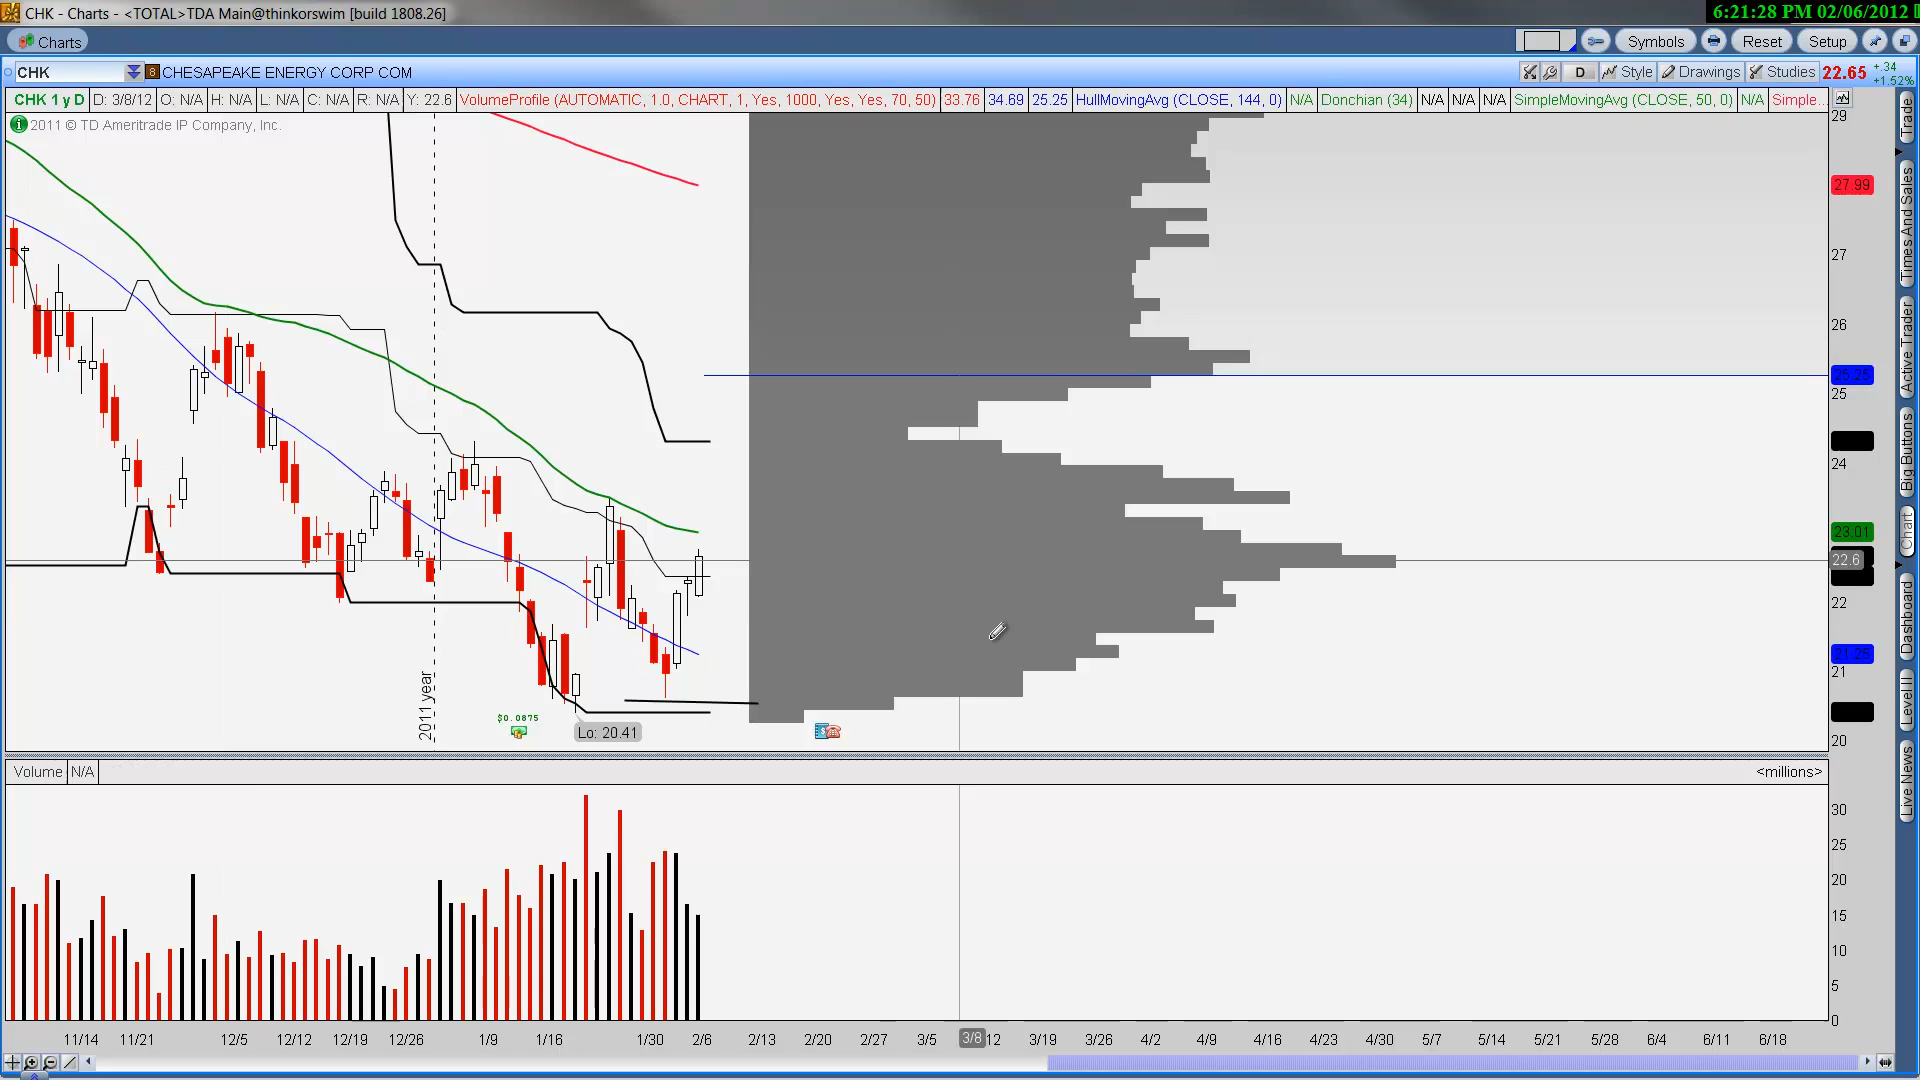 CHK - Charts - <TOTAL>TDA Main@thinkorswim [build 1808.26]
6:21:28 PM 02/06/2012
Charts
Symbols
Reset
Setup
CHK
8
CHESAPEAKE ENERGY CORP COM
D
Style
Drawings
Studies
22.65
+.34
+1.52%
CHK 1 y D
D: 3/8/12
O: N/A
H: N/A
L: N/A
C: N/A
R: N/A
Y: 22.6
VolumeProfile (AUTOMATIC, 1.0, CHART, 1, Yes, 1000, Yes, Yes, 70, 50)
33.76
34.69
25.25
HullMovingAvg (CLOSE, 144, 0)
N/A
Donchian (34)
N/A
N/A
N/A
SimpleMovingAvg (CLOSE, 50, 0)
N/A
Simple...
2011 © TD Ameritrade IP Company, Inc.
29
27.99
27
26
25.25
25
24
23.01
22.6
22
21.25
21
20
2011 year
$0.0875
Lo: 20.41
Trade
Times And Sales
Active Trader
Big Buttons
Chart
Dashboard
Level II
Live News
Volume
N/A
<millions>
30
25
20
15
10
5
0
11/14
11/21
12/5
12/12
12/19
12/26
1/9
1/16
1/30
2/6
2/13
2/20
2/27
3/5
3/8
12
3/19
3/26
4/2
4/9
4/16
4/23
4/30
5/7
5/14
5/21
5/28
6/4
6/11
6/18